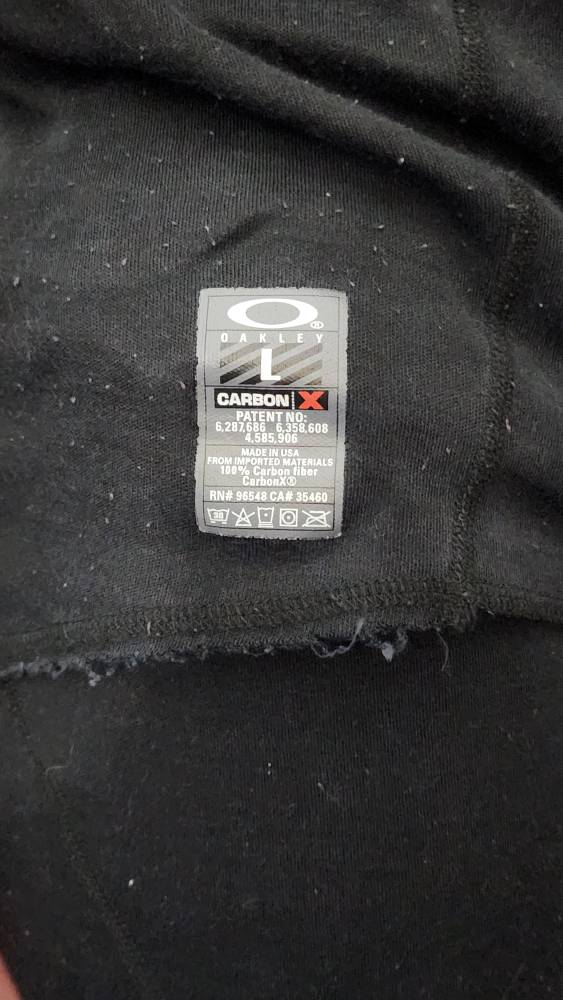 ®
OAKLEY
L
CARBON X
PATENT NO:
6,287,686 6,358,608
4,585,906
MADE IN USA
FROM IMPORTED MATERIALS
100% Carbon fiber
CarbonX®
RN# 96548 CA# 35460
30